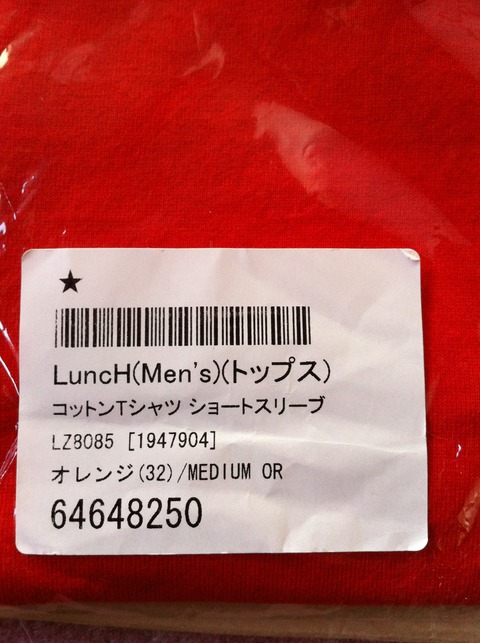 ★
LuncH(Men's)(トップス)
コットンTシャツ ショートスリーブ
LZ8085 [1947904]
オレンジ(32)/MEDIUM OR
64648250